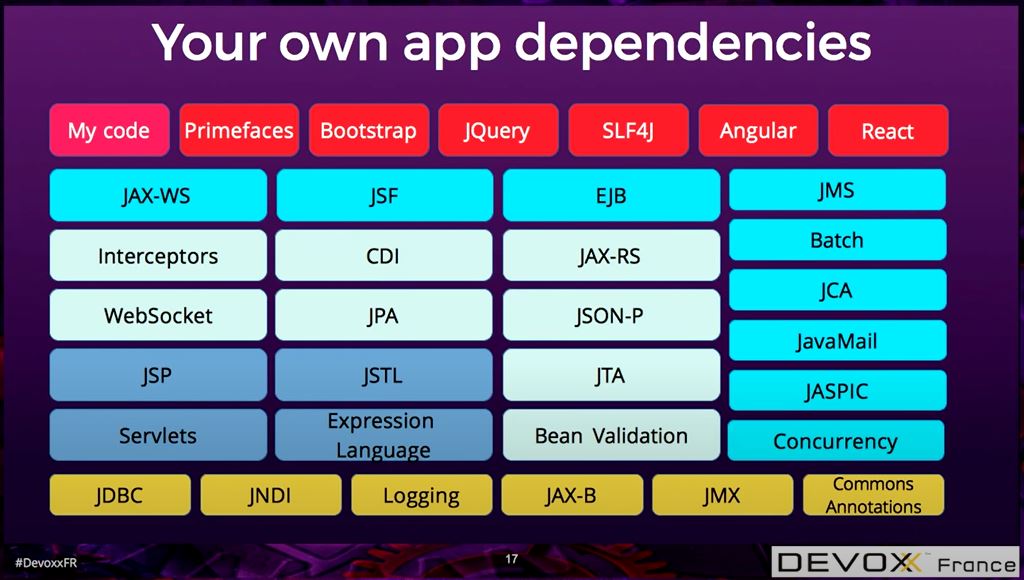 Your own app dependencies
My code
Primefaces
Bootstrap
JQuery
SLF4J
Angular
React
JAX-WS
JSF
EJB
JMS
Interceptors
CDI
JAX-RS
Batch
WebSocket
JPA
JSON-P
JCA
JSP
JSTL
JTA
JavaMail
JASPIC
Servlets
Expression
Language
Bean Validation
Concurrency
JDBC
JNDI
Logging
JAX-B
JMX
Commons
Annotations
#DevoxxFR
17
DEVOXX France